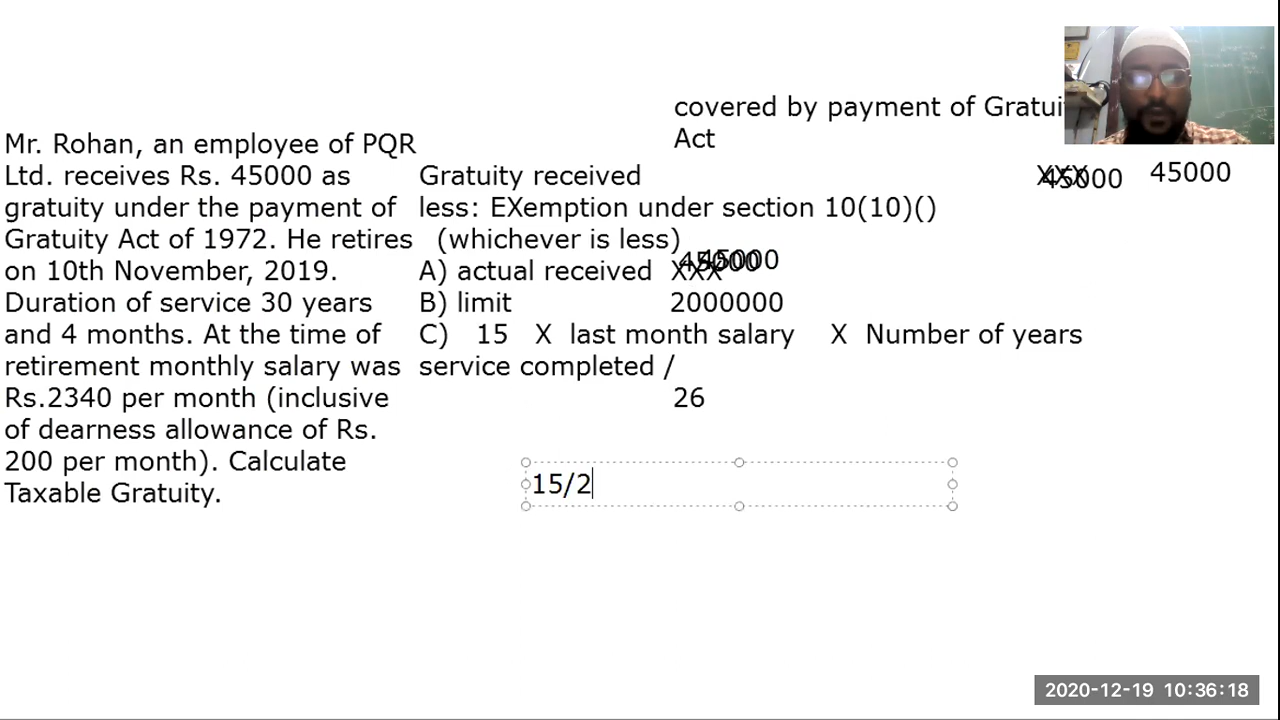 covered by payment of Gratui
Act
Mr. Rohan, an employee of PQR
Ltd. receives Rs. 45000 as
gratuity under the payment of
Gratuity Act of 1972. He retires
on 10th November, 2019.
Duration of service 30 years
and 4 months. At the time of
retirement monthly salary was
Rs.2340 per month (inclusive
of dearness allowance of Rs.
200 per month). Calculate
Taxable Gratuity.
Gratuity received XXX 45000 45000
less: EXemption under section 10(10)()
(whichever is less)
A) actual received XXX 45000 45000
B) limit 2000000
C) 15 X last month salary X Number of years
service completed /
26
15/2
2020-12-19 10:36:18